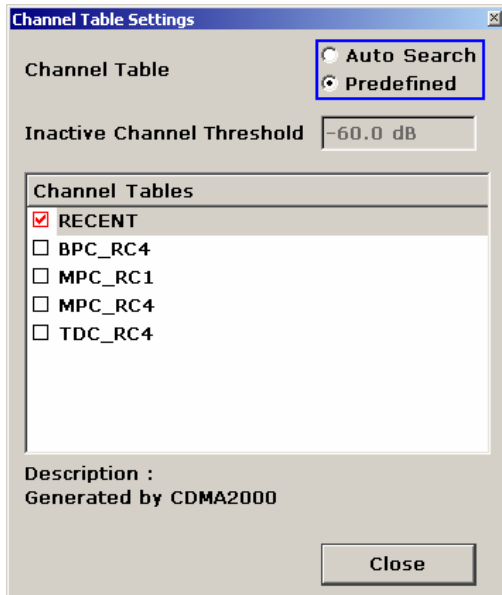 Channel Table Settings
Channel Table
Auto Search
Predefined
Inactive Channel Threshold -60.0 dB
Channel Tables
RECENT
BPC_RC4
MPC_RC1
MPC_RC4
TDC_RC4
Description :
Generated by CDMA2000
Close